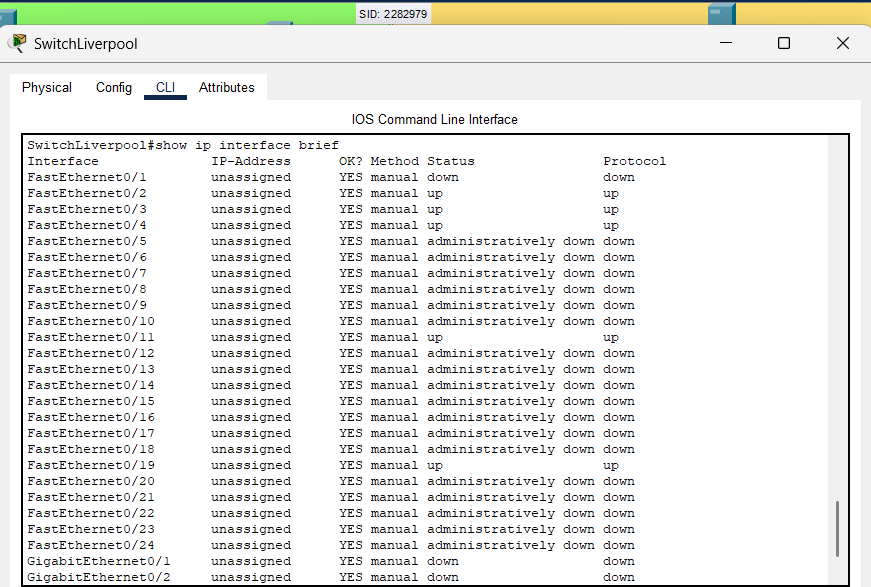 SID: 2282979
SwitchLiverpool
Physical Config CLI Attributes
IOS Command Line Interface
SwitchLiverpool#show ip interface brief
Interface IP-Address OK? Method Status Protocol
FastEthernet0/1 unassigned YES manual down down
FastEthernet0/2 unassigned YES manual up up
FastEthernet0/3 unassigned YES manual up up
FastEthernet0/4 unassigned YES manual up up
FastEthernet0/5 unassigned YES manual administratively down down
FastEthernet0/6 unassigned YES manual administratively down down
FastEthernet0/7 unassigned YES manual administratively down down
FastEthernet0/8 unassigned YES manual administratively down down
FastEthernet0/9 unassigned YES manual administratively down down
FastEthernet0/10 unassigned YES manual administratively down down
FastEthernet0/11 unassigned YES manual up up
FastEthernet0/12 unassigned YES manual administratively down down
FastEthernet0/13 unassigned YES manual administratively down down
FastEthernet0/14 unassigned YES manual administratively down down
FastEthernet0/15 unassigned YES manual administratively down down
FastEthernet0/16 unassigned YES manual administratively down down
FastEthernet0/17 unassigned YES manual administratively down down
FastEthernet0/18 unassigned YES manual administratively down down
FastEthernet0/19 unassigned YES manual up up
FastEthernet0/20 unassigned YES manual administratively down down
FastEthernet0/21 unassigned YES manual administratively down down
FastEthernet0/22 unassigned YES manual administratively down down
FastEthernet0/23 unassigned YES manual administratively down down
FastEthernet0/24 unassigned YES manual administratively down down
GigabitEthernet0/1 unassigned YES manual down down
GigabitEthernet0/2 unassigned YES manual down down